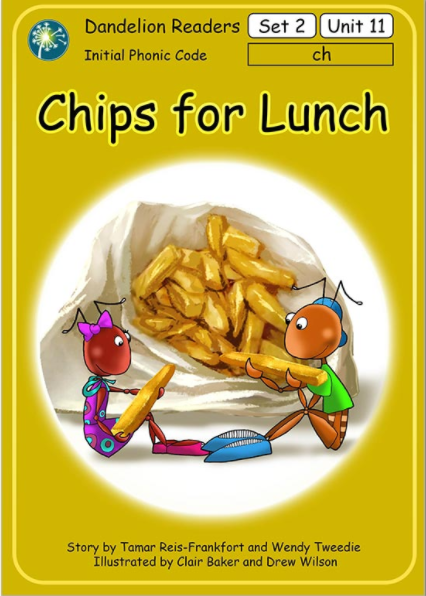 Dandelion Readers Set 2 Unit 11
Initial Phonic Code ch
Chips for Lunch
Story by Tamar Reis-Frankfort and Wendy Tweedie
Illustrated by Clair Baker and Drew Wilson